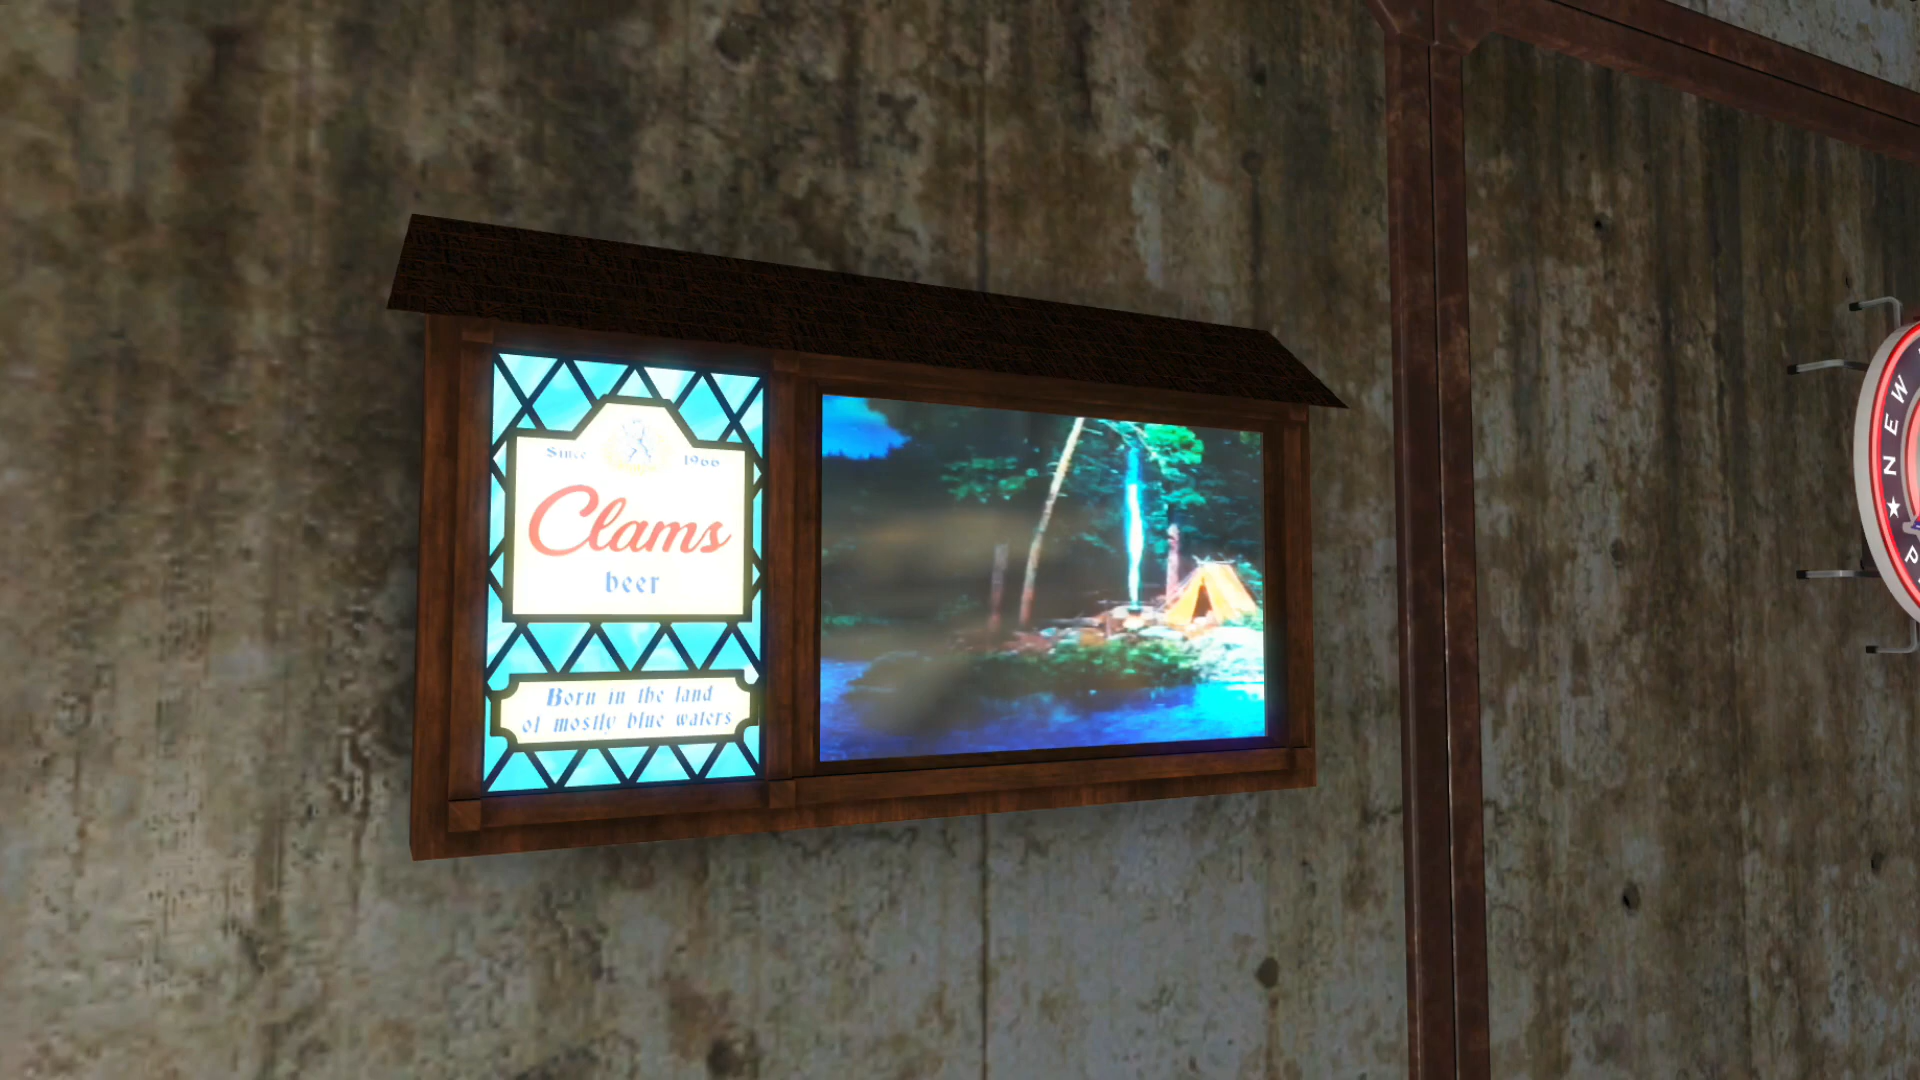 Since 1966
Clams
beer
Born in the land
of mostly blue waters
NEW